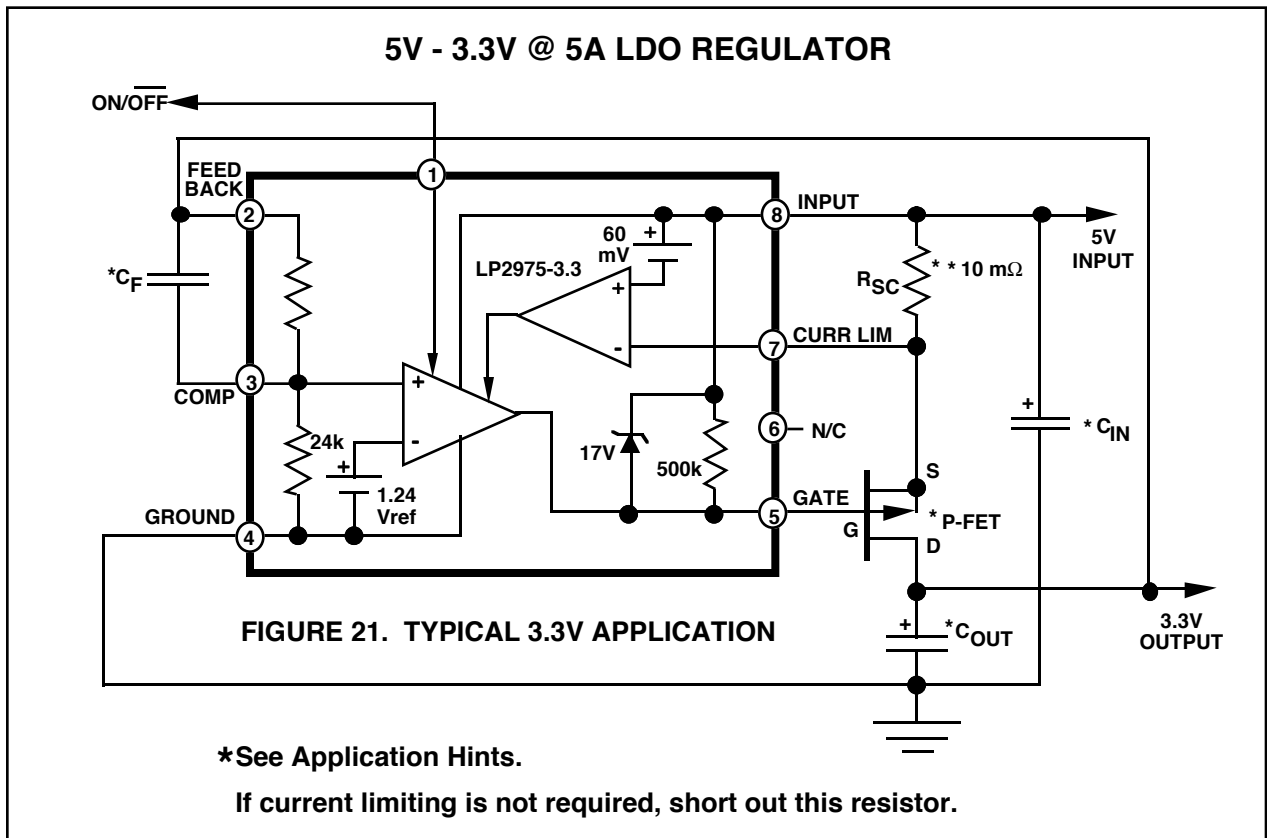 5V - 3.3V @ 5A LDO REGULATOR
ON/OFF
1
FEED
BACK
2
8
INPUT
5V
INPUT
+
60
mV
LP2975-3.3
+
-
*CF
RSC
* * 10 mΩ
7
CURR LIM
3
COMP
+
-
6
N/C
+
*CIN
24k
17V
500k
+
1.24
Vref
S
GROUND
4
5
GATE
G
*P-FET
D
FIGURE 21. TYPICAL 3.3V APPLICATION
+
*COUT
3.3V
OUTPUT
*See Application Hints.
If current limiting is not required, short out this resistor.